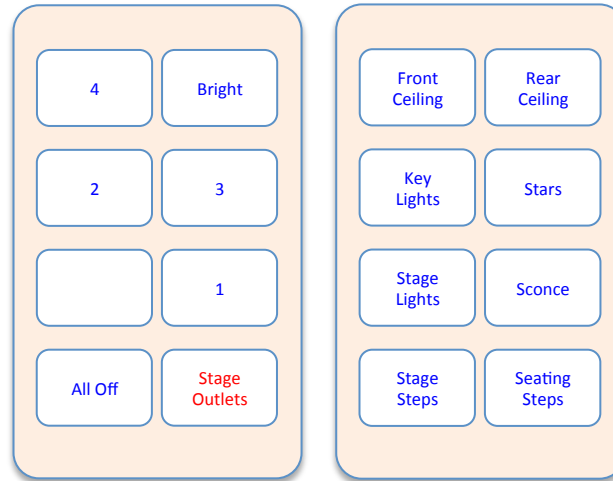 4
Bright
2
3
1
All Off
Stage
Outlets
Front
Ceiling
Rear
Ceiling
Key
Lights
Stars
Stage
Lights
Sconce
Stage
Steps
Seating
Steps